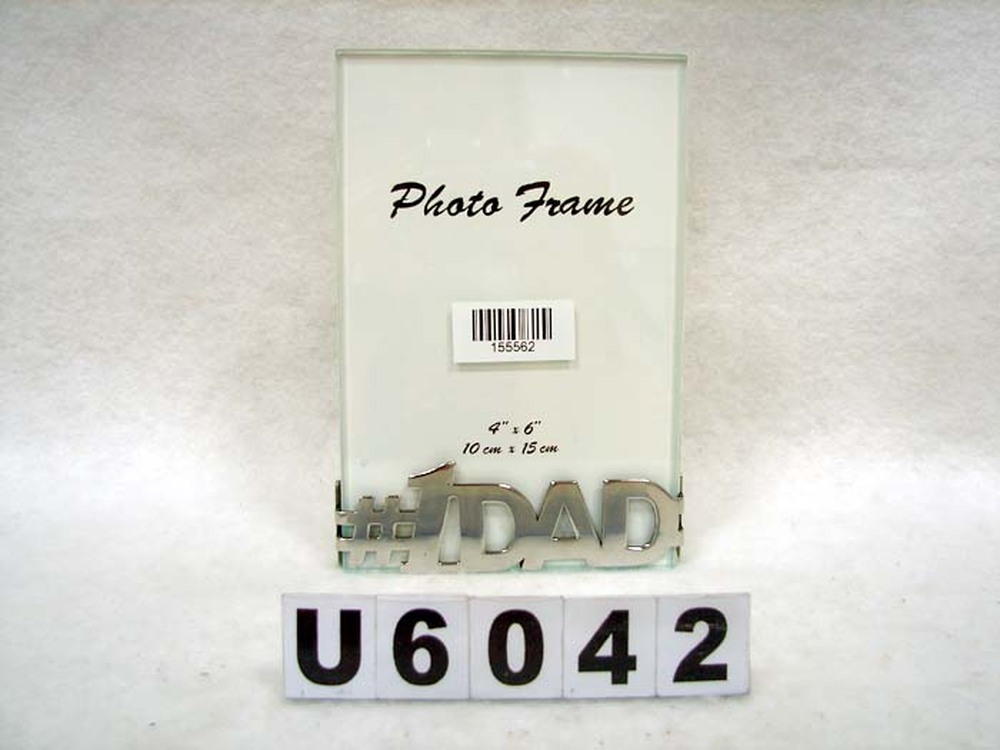 Photo Frame
155562
4" x 6"
10 cm x 15 cm
#1DAD
U6042